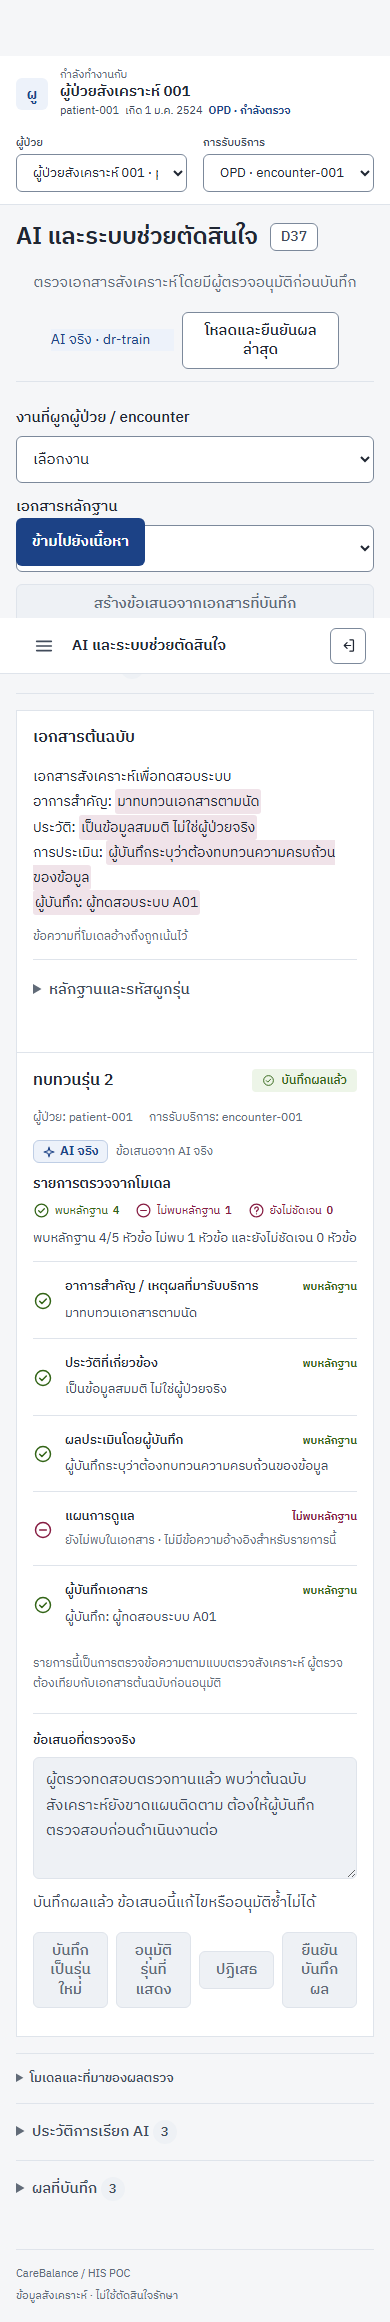 กำลังทำงานกับ
ผู
ผู้ป่วยสังเคราะห์ 001
patient-001 เกิด 1 ม.ค. 2524 OPD · กำลังตรวจ
ผู้ป่วย
การรับบริการ
ผู้ป่วยสังเคราะห์ 001 ·
OPD · encounter-001
AI และระบบช่วยตัดสินใจ D37
ตรวจเอกสารสังเคราะห์โดยมีผู้ตรวจอนุมัติก่อนบันทึก
AI จริง · dr-train
โหลดและยืนยันผล
ล่าสุด
งานที่ผูกผู้ป่วย / encounter
เลือกงาน
เอกสารหลักฐาน
ข้ามไปยังเนื้อหา
สร้างข้อเสนอจากเอกสารที่บันทึก
AI และระบบช่วยตัดสินใจ
เอกสารต้นฉบับ
เอกสารสังเคราะห์เพื่อทดสอบระบบ
อาการสำคัญ: มาทบทวนเอกสารตามนัด
ประวัติ: เป็นข้อมูลสมมติ ไม่ใช่ผู้ป่วยจริง
การประเมิน: ผู้บันทึกระบุว่าต้องทบทวนความครบถ้วน
ของข้อมูล
ผู้บันทึก: ผู้ทดสอบระบบ A01
ข้อความที่โมเดลอ้างถึงถูกเน้นไว้
หลักฐานและรหัสผูกรุ่น
ทบทวนรุ่น 2
บันทึกผลแล้ว
ผู้ป่วย: patient-001 การรับบริการ: encounter-001
AI จริง ข้อเสนอจาก AI จริง
รายการตรวจจากโมเดล
พบหลักฐาน 4 ไม่พบหลักฐาน 1 ยังไม่ชัดเจน 0
พบหลักฐาน 4/5 หัวข้อ ไม่พบ 1 หัวข้อ และยังไม่ชัดเจน 0 หัวข้อ
อาการสำคัญ / เหตุผลที่มารับบริการ พบหลักฐาน
มาทบทวนเอกสารตามนัด
ประวัติที่เกี่ยวข้อง พบหลักฐาน
เป็นข้อมูลสมมติ ไม่ใช่ผู้ป่วยจริง
ผลประเมินโดยผู้บันทึก พบหลักฐาน
ผู้บันทึกระบุว่าต้องทบทวนความครบถ้วนของข้อมูล
แผนการดูแล ไม่พบหลักฐาน
ยังไม่พบในเอกสาร · ไม่มีข้อความอ้างอิงสำหรับรายการนี้
ผู้บันทึกเอกสาร พบหลักฐาน
ผู้บันทึก: ผู้ทดสอบระบบ A01
รายการนี้เป็นการตรวจข้อความตามแบบตรวจสังเคราะห์ ผู้ตรวจ
ต้องเทียบกับเอกสารต้นฉบับก่อนอนุมัติ
ข้อเสนอที่ตรวจจริง
ผู้ตรวจทดสอบตรวจทานแล้ว พบว่าต้นฉบับ
สังเคราะห์ยังขาดแผนติดตาม ต้องให้ผู้บันทึก
ตรวจสอบก่อนดำเนินงานต่อ
บันทึกผลแล้ว ข้อเสนอนี้แก้ไขหรืออนุมัติซ้ำไม่ได้
บันทึก
เป็นรุ่น
ใหม่
อนุมัติ
รุ่นที่
แสดง
ปฏิเสธ
ยืนยัน
บันทึก
ผล
โมเดลและที่มาของผลตรวจ
ประวัติการเรียก AI 3
ผลที่บันทึก 3
CareBalance / HIS POC
ข้อมูลสังเคราะห์ · ไม่ใช้ตัดสินใจรักษา